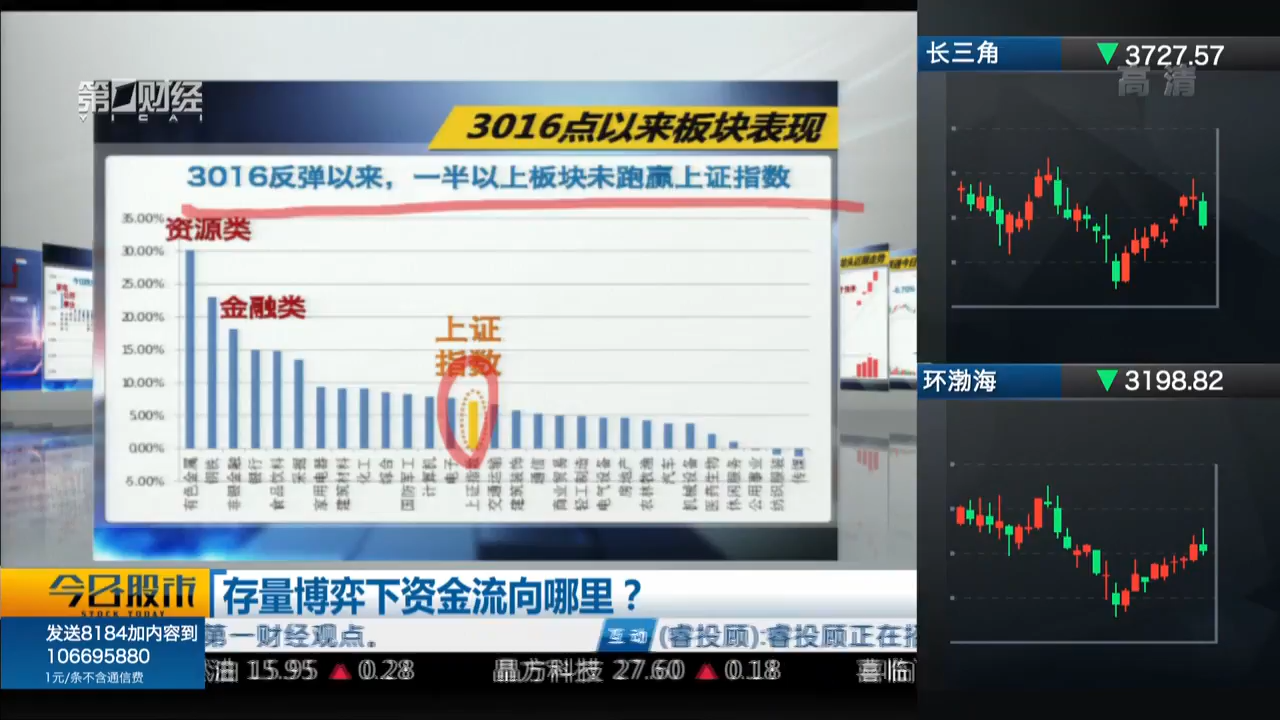 第一财经
YICAI
3016点以来板块表现
3016反弹以来，一半以上板块未跑赢上证指数
35.00%
30.00%
25.00%
20.00%
15.00%
10.00%
5.00%
0.00%
-5.00%
资源类
金融类
上证
指数
有色金属
钢铁
非银金融
银行
食品饮料
采掘
家用电器
建筑材料
化工
综合
国防军工
计算机
电子
上证指数
交通运输
建筑装饰
通信
商业贸易
轻工制造
电气设备
房地产
农林牧渔
汽车
机械设备
医药生物
休闲服务
公用事业
纺织服装
传媒
长三角 ▼ 3727.57
高清
环渤海 ▼ 3198.82
今日股市
STOCK TODAY
存量博弈下资金流向哪里？
发送8184加内容到
106695880
1元/条不含通信费
第一财经观点。 互动 (睿投顾):睿投顾正在招
油 15.95 ▲ 0.28 晶方科技 27.60 ▲ 0.18 喜临门